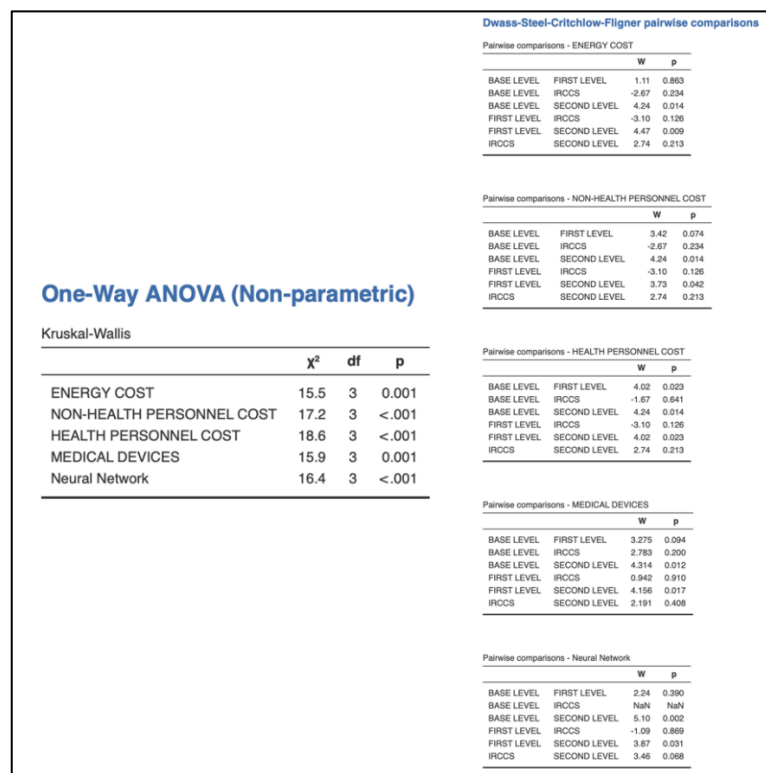 One-Way ANOVA (Non-parametric)
Kruskal-Wallis
χ² df p
ENERGY COST 15.5 3 0.001
NON-HEALTH PERSONNEL COST 17.2 3 <.001
HEALTH PERSONNEL COST 18.6 3 <.001
MEDICAL DEVICES 15.9 3 0.001
Neural Network 16.4 3 <.001
Dwass-Steel-Critchlow-Fligner pairwise comparisons
Pairwise comparisons - ENERGY COST
W p
BASE LEVEL FIRST LEVEL 1.11 0.863
BASE LEVEL IRCCS -2.67 0.234
BASE LEVEL SECOND LEVEL 4.24 0.014
FIRST LEVEL IRCCS -3.10 0.126
FIRST LEVEL SECOND LEVEL 4.47 0.009
IRCCS SECOND LEVEL 2.74 0.213
Pairwise comparisons - NON-HEALTH PERSONNEL COST
W p
BASE LEVEL FIRST LEVEL 3.42 0.074
BASE LEVEL IRCCS -2.67 0.234
BASE LEVEL SECOND LEVEL 4.24 0.014
FIRST LEVEL IRCCS -3.10 0.126
FIRST LEVEL SECOND LEVEL 3.73 0.042
IRCCS SECOND LEVEL 2.74 0.213
Pairwise comparisons - HEALTH PERSONNEL COST
W p
BASE LEVEL FIRST LEVEL 4.02 0.023
BASE LEVEL IRCCS -1.67 0.641
BASE LEVEL SECOND LEVEL 4.24 0.014
FIRST LEVEL IRCCS -3.10 0.126
FIRST LEVEL SECOND LEVEL 4.02 0.023
IRCCS SECOND LEVEL 2.74 0.213
Pairwise comparisons - MEDICAL DEVICES
W p
BASE LEVEL FIRST LEVEL 3.275 0.094
BASE LEVEL IRCCS 2.783 0.200
BASE LEVEL SECOND LEVEL 4.314 0.012
FIRST LEVEL IRCCS 0.942 0.910
FIRST LEVEL SECOND LEVEL 4.156 0.017
IRCCS SECOND LEVEL 2.191 0.408
Pairwise comparisons - Neural Network
W p
BASE LEVEL FIRST LEVEL 2.24 0.390
BASE LEVEL IRCCS NaN NaN
BASE LEVEL SECOND LEVEL 5.10 0.002
FIRST LEVEL IRCCS -1.09 0.869
FIRST LEVEL SECOND LEVEL 3.87 0.031
IRCCS SECOND LEVEL 3.46 0.068